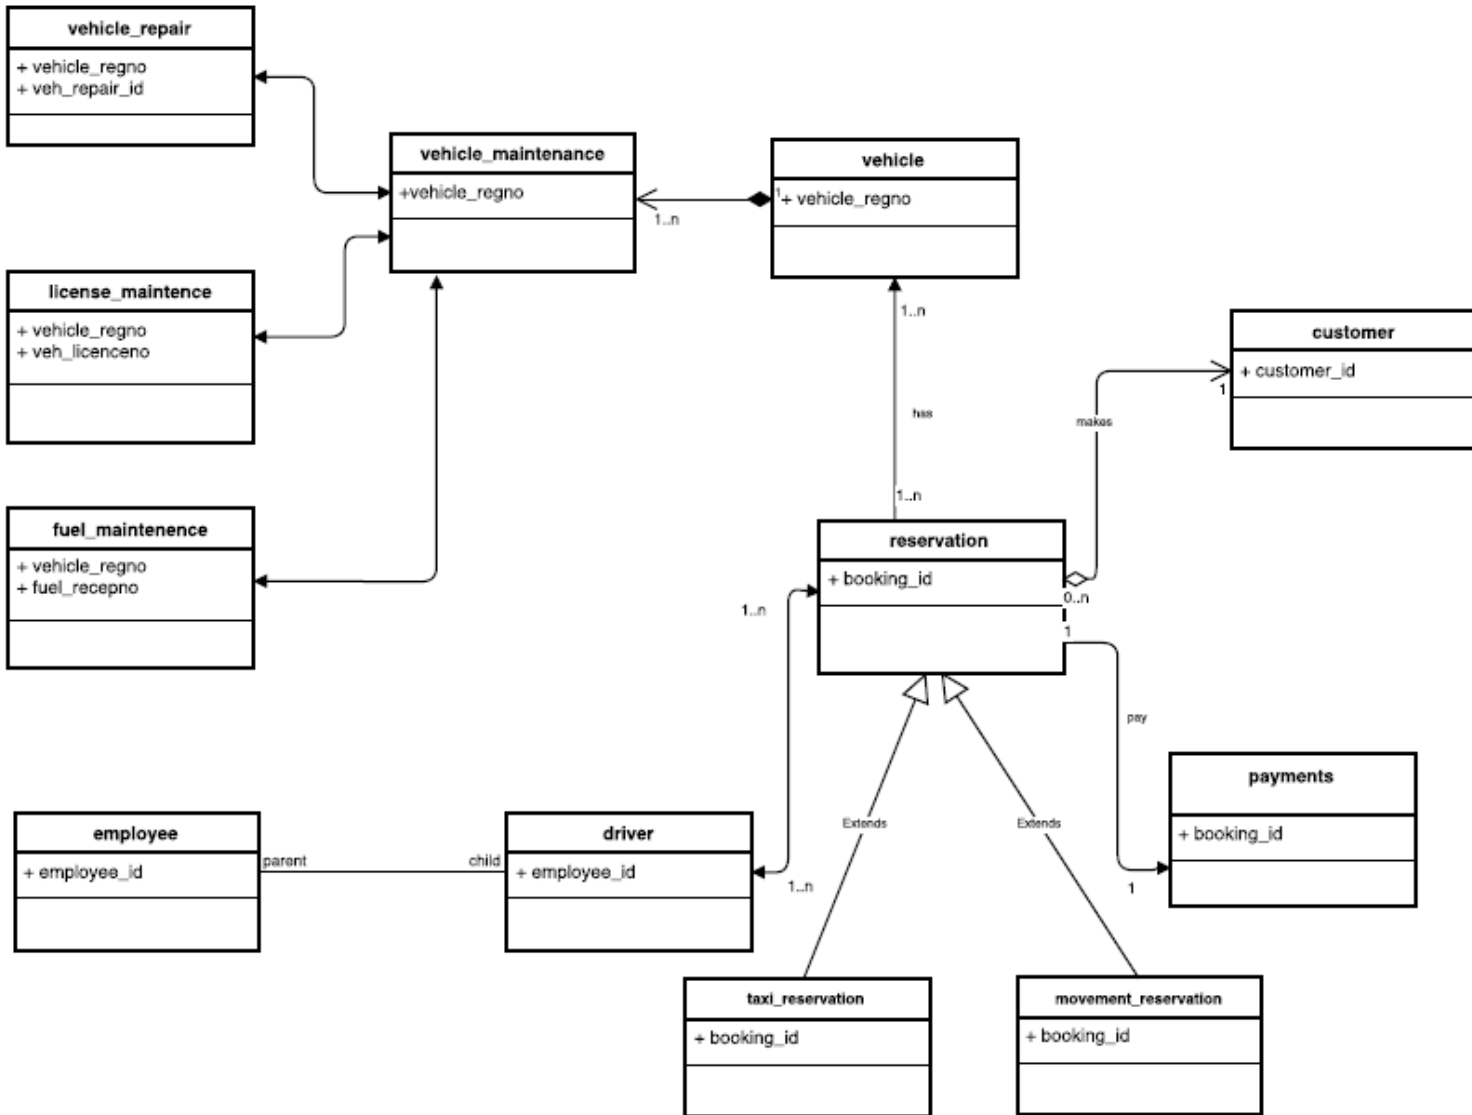 vehicle_repair
+ vehicle_regno
+ veh_repair_id
vehicle_maintenance
+vehicle_regno
1..n
vehicle
1
+ vehicle_regno
license_maintence
+ vehicle_regno
+ veh_licenceno
1..n
has
1..n
customer
+ customer_id
1
makes
fuel_maintenence
+ vehicle_regno
+ fuel_recepno
reservation
+ booking_id
0..n
1
1..n
pay
payments
+ booking_id
1
employee
+ employee_id
parent
child
driver
+ employee_id
1..n
Extends
Extends
taxi_reservation
+ booking_id
movement_reservation
+ booking_id